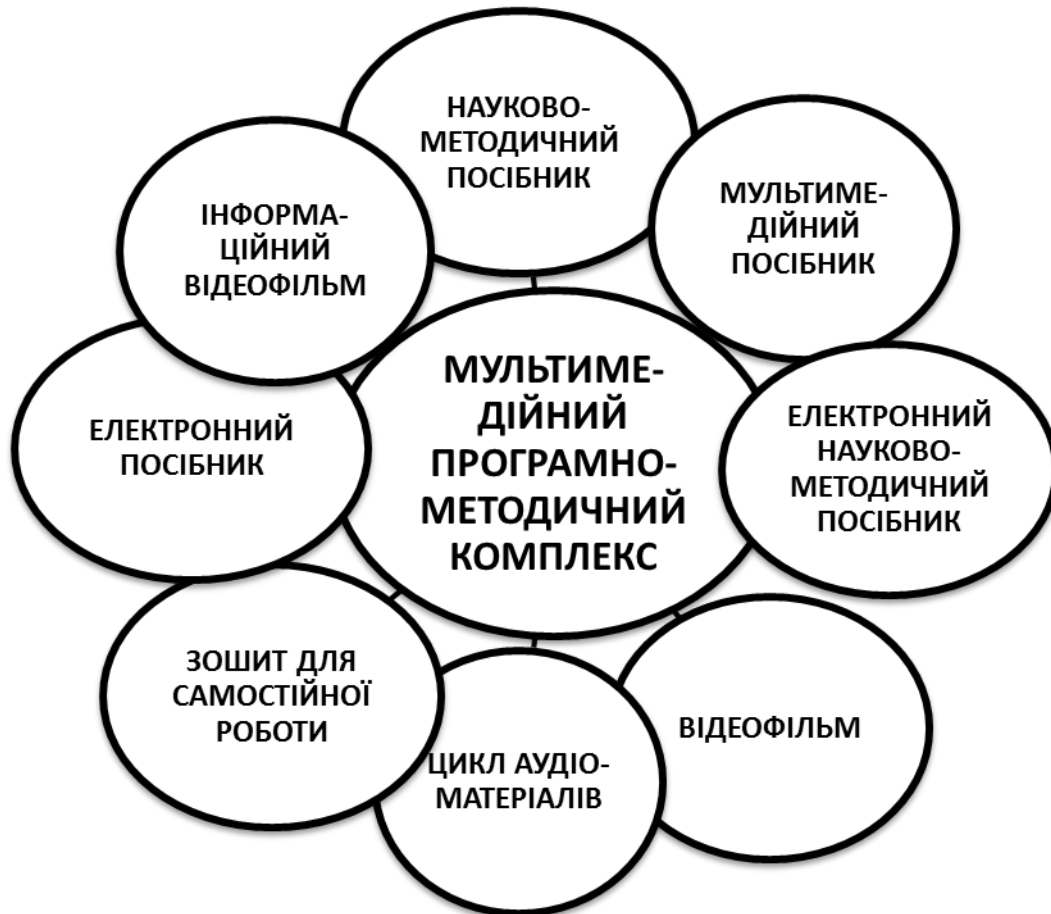 НАУКОВО-
МЕТОДИЧНИЙ
ПОСІБНИК
МУЛЬТИМЕ-
ДІЙНИЙ
ПОСІБНИК
ЕЛЕКТРОННИЙ
НАУКОВО-
МЕТОДИЧНИЙ
ПОСІБНИК
ВІДЕОФІЛЬМ
ЦИКЛ АУДІО-
МАТЕРІАЛІВ
ЗОШИТ ДЛЯ
САМОСТІЙНОЇ
РОБОТИ
ЕЛЕКТРОННИЙ
ПОСІБНИК
ІНФОРМА-
ЦІЙНИЙ
ВІДЕОФІЛЬМ
МУЛЬТИМЕ-
ДІЙНИЙ
ПРОГРАМНО-
МЕТОДИЧНИЙ
КОМПЛЕКС